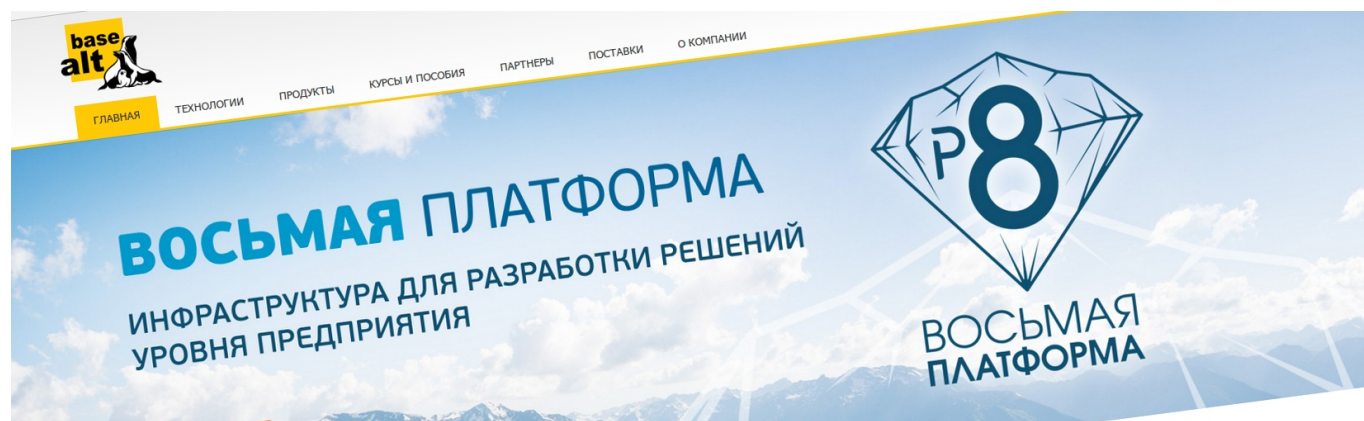 base
alt
ГЛАВНАЯ
ТЕХНОЛОГИИ
ПРОДУКТЫ
КУРСЫ И ПОСОБИЯ
ПАРТНЕРЫ
ПОСТАВКИ
О КОМПАНИИ
ВОСЬМАЯ ПЛАТФОРМА
ИНФРАСТРУКТУРА ДЛЯ РАЗРАБОТКИ РЕШЕНИЙ
УРОВНЯ ПРЕДПРИЯТИЯ
P8
ВОСЬМАЯ
ПЛАТФОРМА